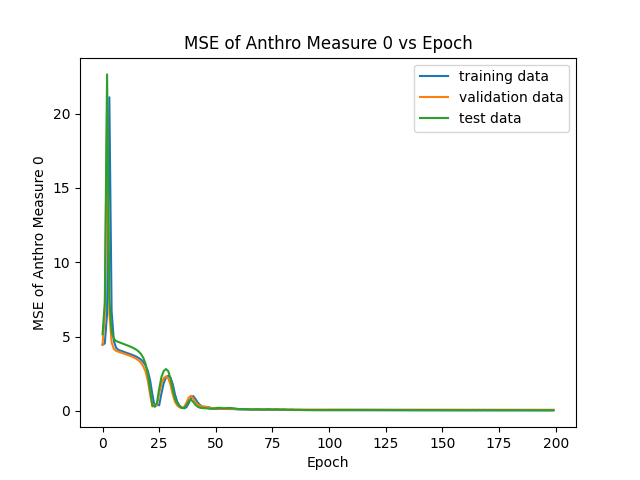 MSE of Anthro Measure 0 vs Epoch
training data
validation data
test data
MSE of Anthro Measure 0
20
15
10
5
0
0 25 50 75 100 125 150 175 200
Epoch